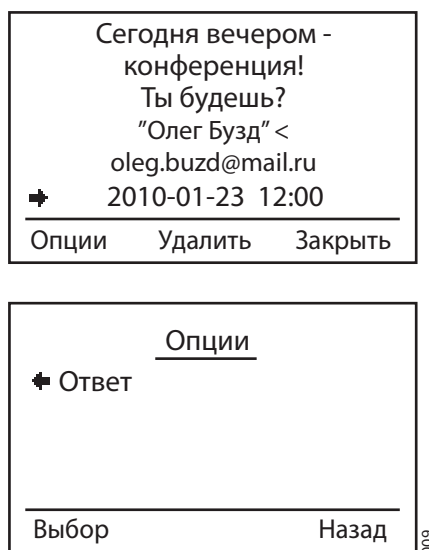 Сегодня вечером -
конференция!
Ты будешь?
"Олег Бузд" <
oleg.buzd@mail.ru
2010-01-23 12:00
Опции Удалить Закрыть
Опции
Ответ
Выбор Назад